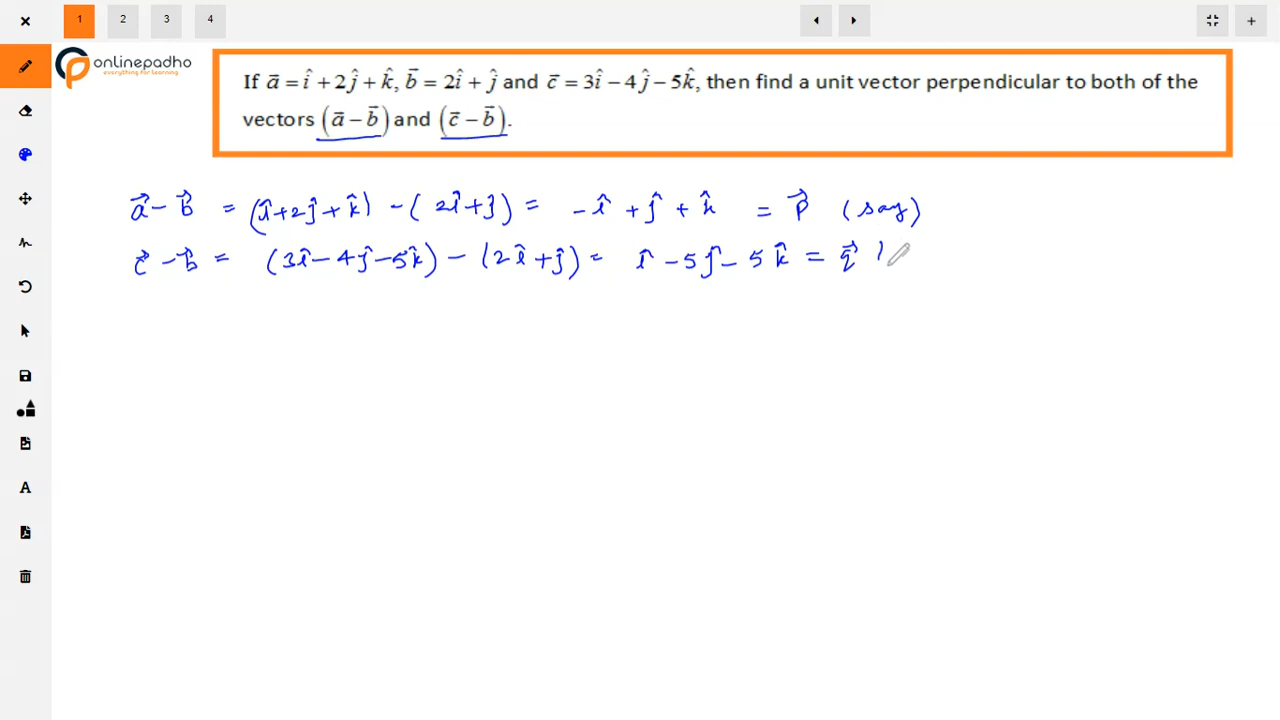 1 2 3 4
onlinepadho
everything for learning
If a⃗ = î + 2ĵ + k̂, b⃗ = 2î + ĵ and c⃗ = 3î − 4ĵ − 5k̂, then find a unit vector perpendicular to both of the
vectors (a⃗ − b⃗) and (c⃗ − b⃗).
a⃗ − b⃗ = (î + 2ĵ + k̂) − (2î + ĵ) = −î + ĵ + k̂ = p⃗ (say)
c⃗ − b⃗ = (3î − 4ĵ − 5k̂) − (2î + ĵ) = î − 5ĵ − 5k̂ = q⃗
A